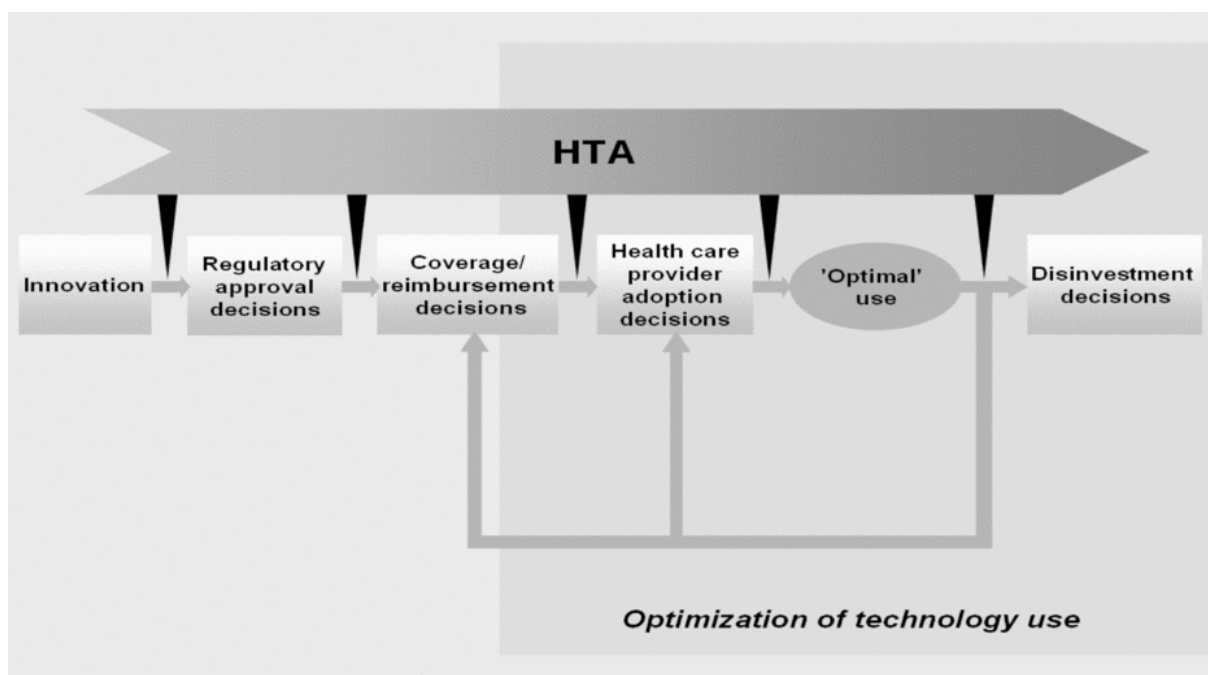 HTA
Innovation
Regulatory
approval
decisions
Coverage/
reimbursement
decisions
Health care
provider
adoption
decisions
'Optimal'
use
Disinvestment
decisions
Optimization of technology use